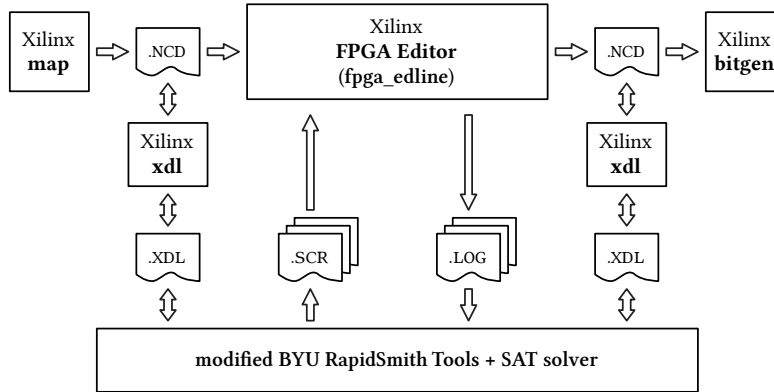 Xilinx
map
.NCD
Xilinx
FPGA Editor
(fpga_edline)
.NCD
Xilinx
bitgen
Xilinx
xdl
Xilinx
xdl
.XDL
.SCR
.LOG
.XDL
modified BYU RapidSmith Tools + SAT solver